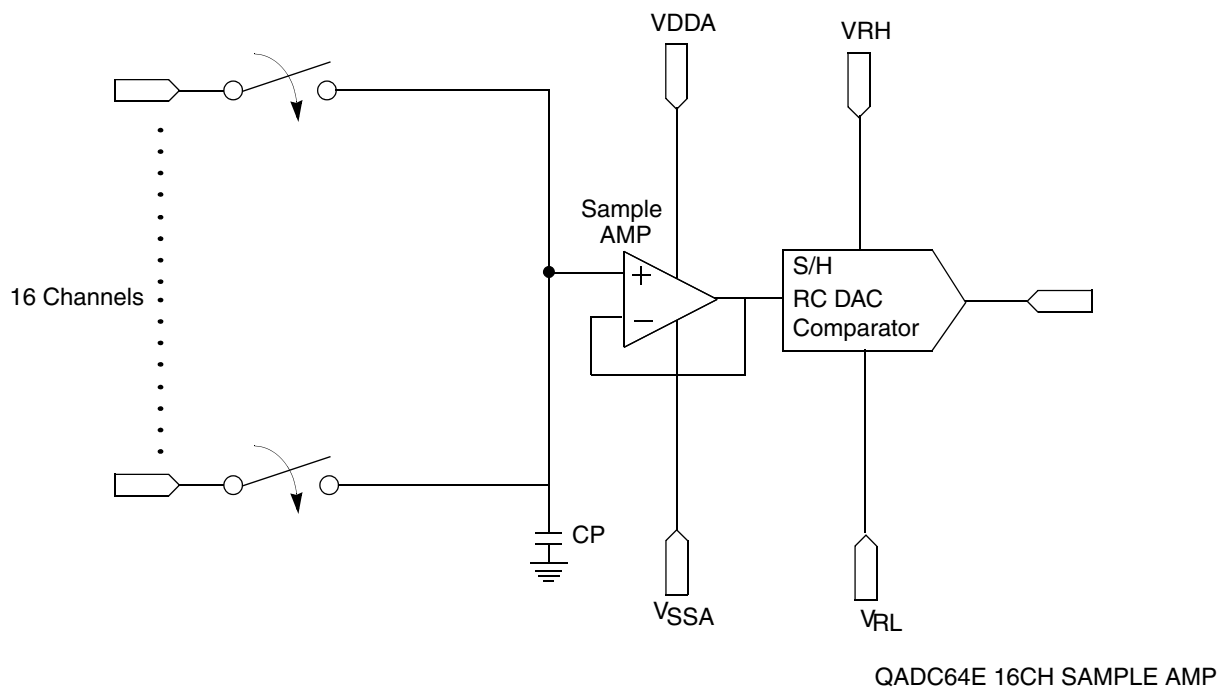 VDDA
VRH
Sample
AMP
+
−
S/H
RC DAC
Comparator
16 Channels
CP
VSSA
VRL
QADC64E 16CH SAMPLE AMP